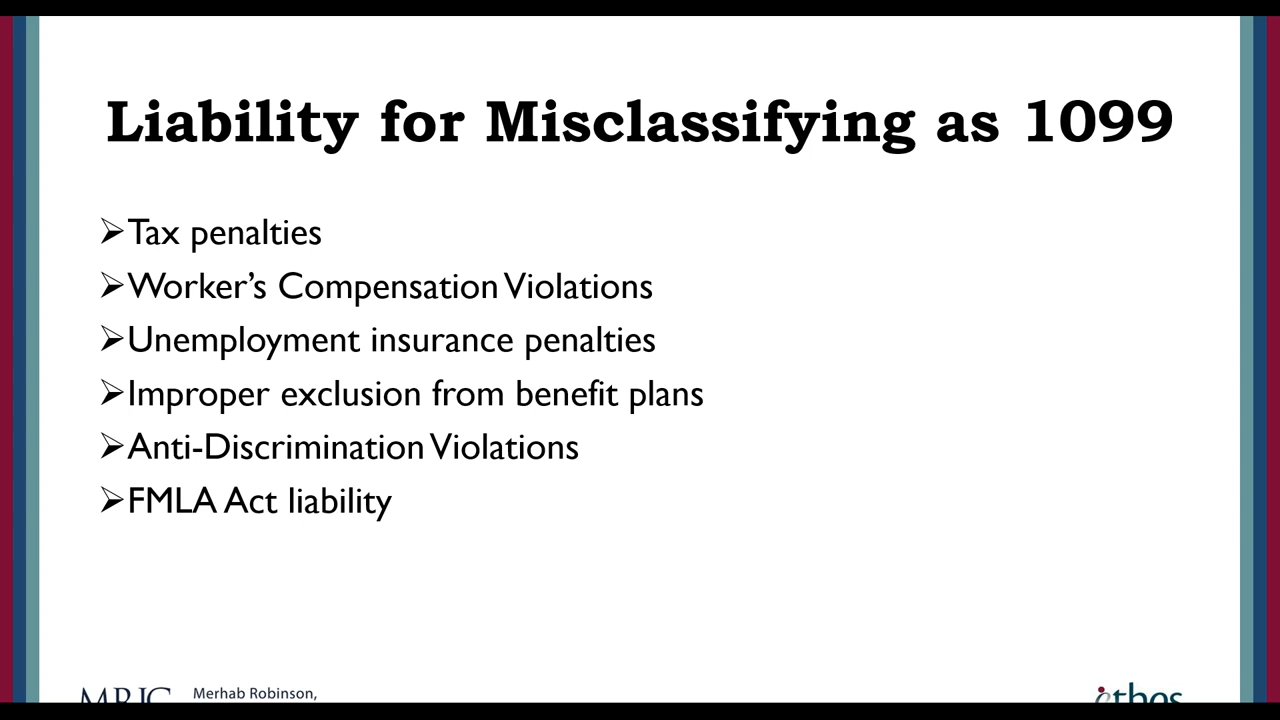 Liability for Misclassifying as 1099
➢Tax penalties
➢Worker’s Compensation Violations
➢Unemployment insurance penalties
➢Improper exclusion from benefit plans
➢Anti-Discrimination Violations
➢FMLA Act liability
MRJC
Merhab Robinson,
ethos